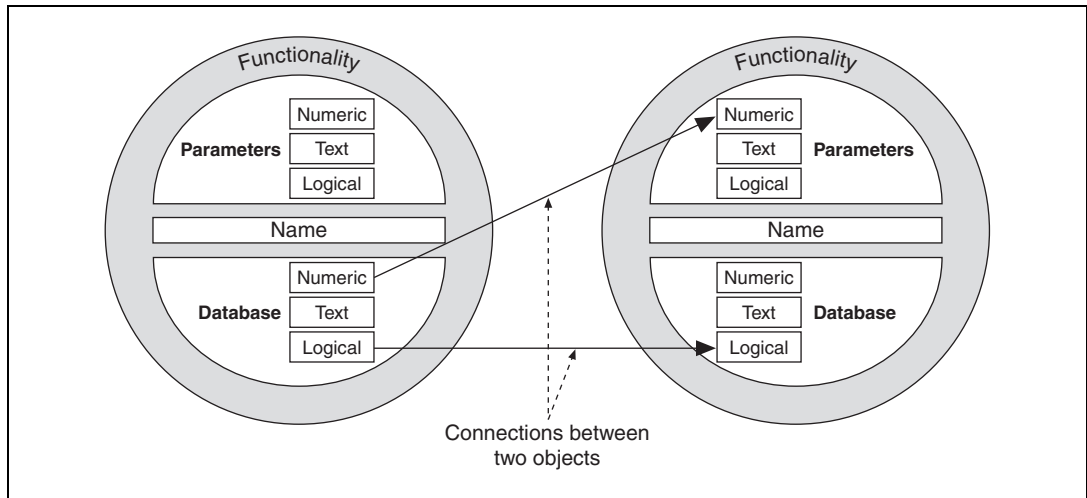 Functionality
Numeric
Parameters
Text
Logical
Name
Numeric
Database
Text
Logical
Functionality
Numeric
Text
Parameters
Logical
Name
Numeric
Text
Database
Logical
Connections between
two objects